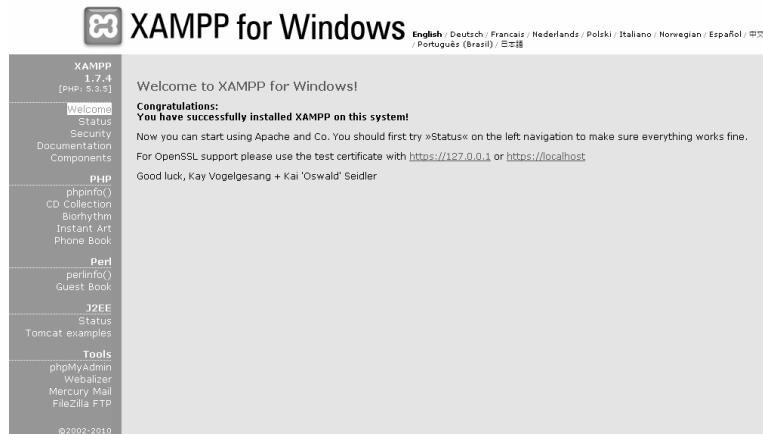 XAMPP for Windows
English / Deutsch / Francais / Nederlands / Polski / Italiano / Norwegian / Español / 中文
/ Português (Brasil) / 日本語
XAMPP
1.7.4
[PHP: 5.3.5]
Welcome
Status
Security
Documentation
Components
PHP
phpinfo()
CD Collection
Biorhythm
Instant Art
Phone Book
Perl
perlinfo()
Guest Book
J2EE
Status
Tomcat examples
Tools
phpMyAdmin
Webalizer
Mercury Mail
FileZilla FTP
©2002-2010
Welcome to XAMPP for Windows!
Congratulations:
You have successfully installed XAMPP on this system!
Now you can start using Apache and Co. You should first try »Status« on the left navigation to make sure everything works fine.
For OpenSSL support please use the test certificate with https://127.0.0.1 or https://localhost
Good luck, Kay Vogelgesang + Kai 'Oswald' Seidler